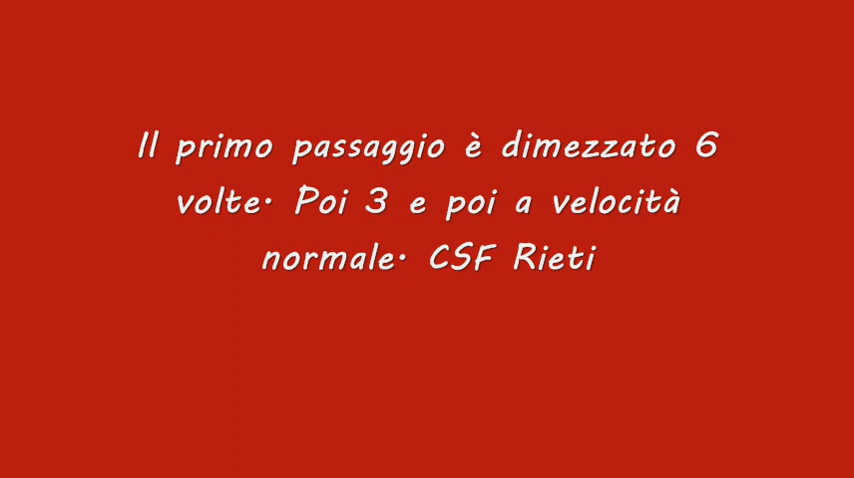 Il primo passaggio è dimezzato 6
volte. Poi 3 e poi a velocità
normale. CSF Rieti